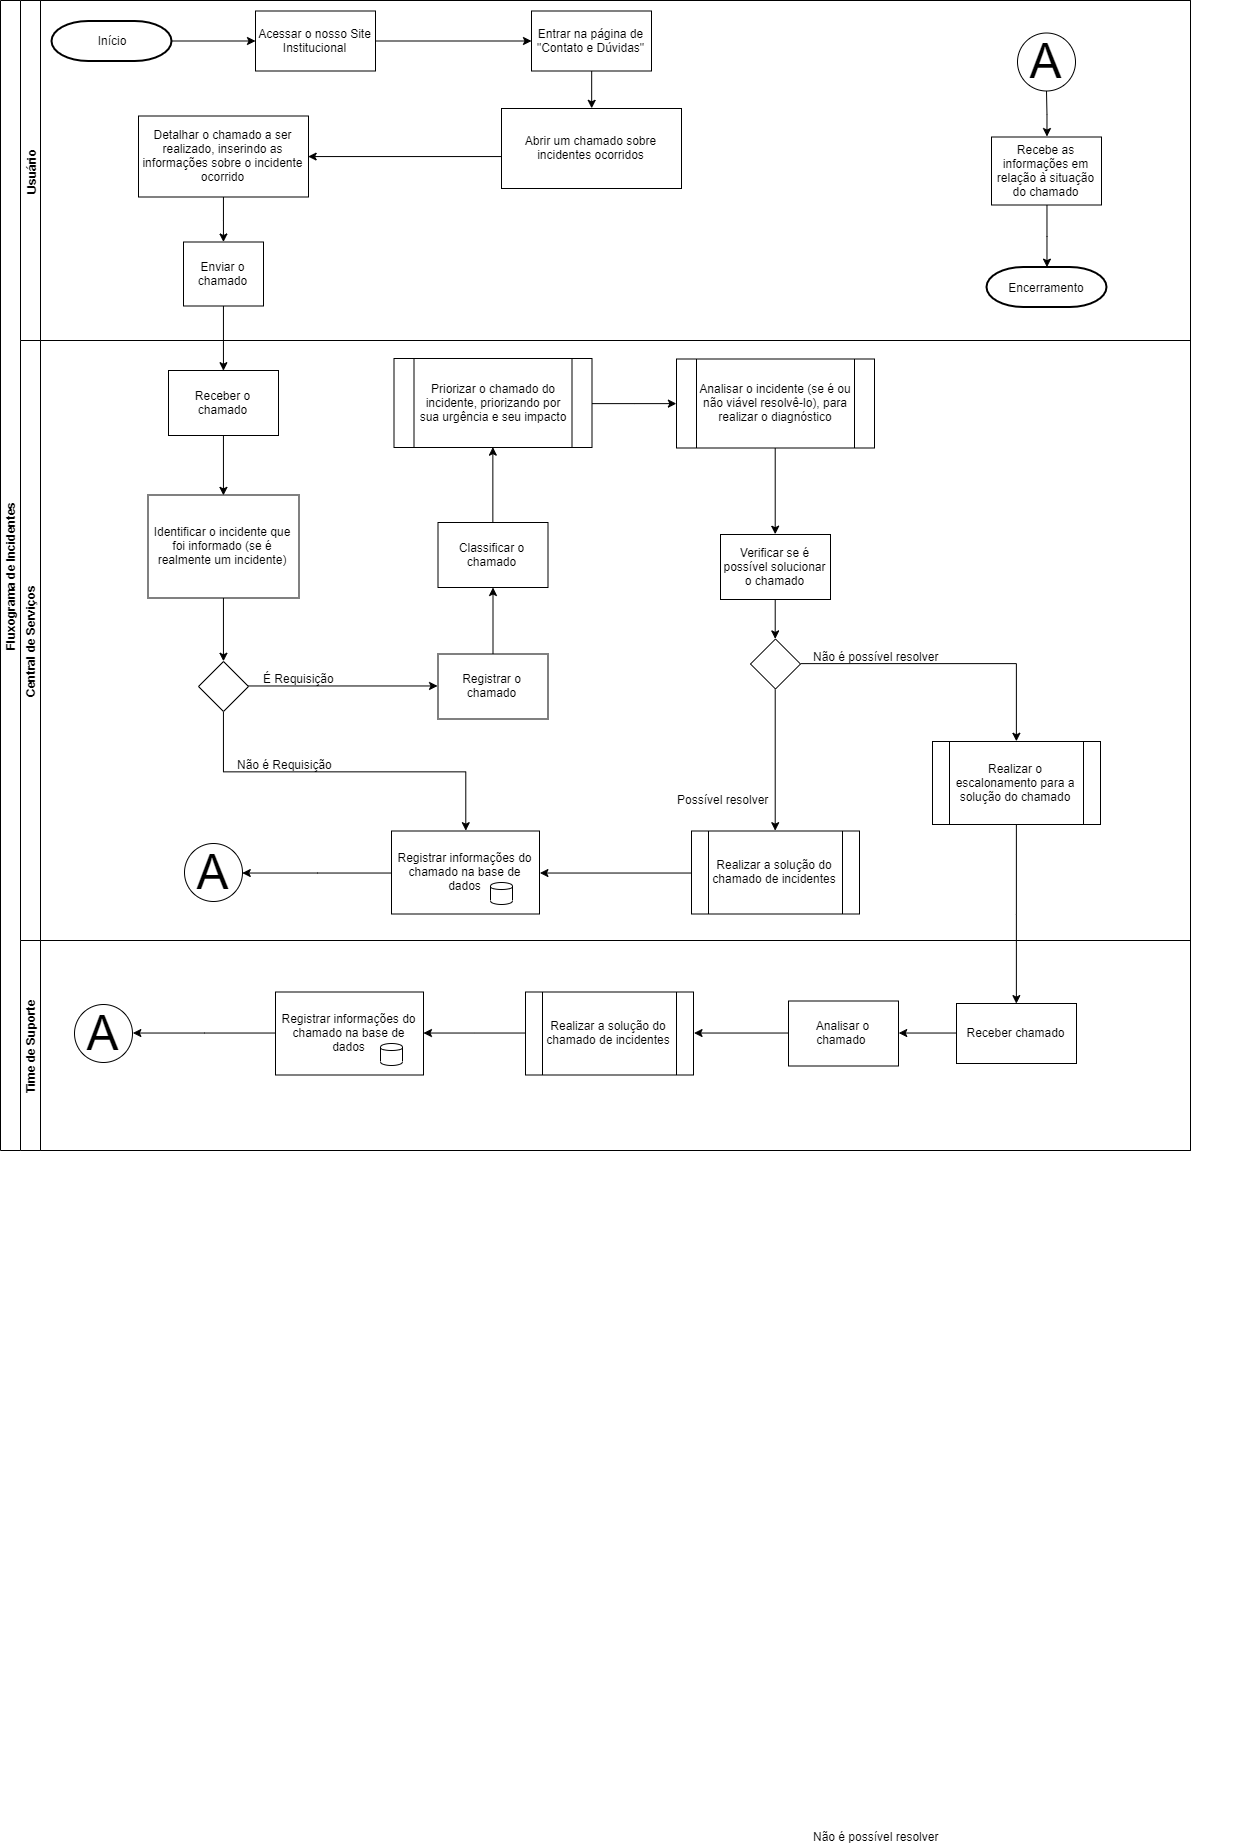 Fluxograma de Incidentes
Usuário
Início
Acessar o nosso Site
Institucional
Entrar na página de
"Contato e Dúvidas"
Abrir um chamado sobre
incidentes ocorridos
Detalhar o chamado a ser
realizado, inserindo as
informações sobre o incidente
ocorrido
Enviar o
chamado
A
Recebe as
informações em
relação á situação
do chamado
Encerramento
Central de Serviços
Receber o
chamado
Identificar o incidente que
foi informado (se é
realmente um incidente)
É Requisição
Não é Requisição
Registrar o
chamado
Classificar o
chamado
Priorizar o chamado do
incidente, priorizando por
sua urgência e seu impacto
Analisar o incidente (se é ou
não viável resolvê-lo), para
realizar o diagnóstico
Verificar se é
possível solucionar
o chamado
Não é possível resolver
Possível resolver
Realizar o
escalonamento para a
solução do chamado
Realizar a solução do
chamado de incidentes
Registrar informações do
chamado na base de
dados
A
Time de Suporte
Receber chamado
Analisar o
chamado
Realizar a solução do
chamado de incidentes
Registrar informações do
chamado na base de
dados
A
Não é possível resolver